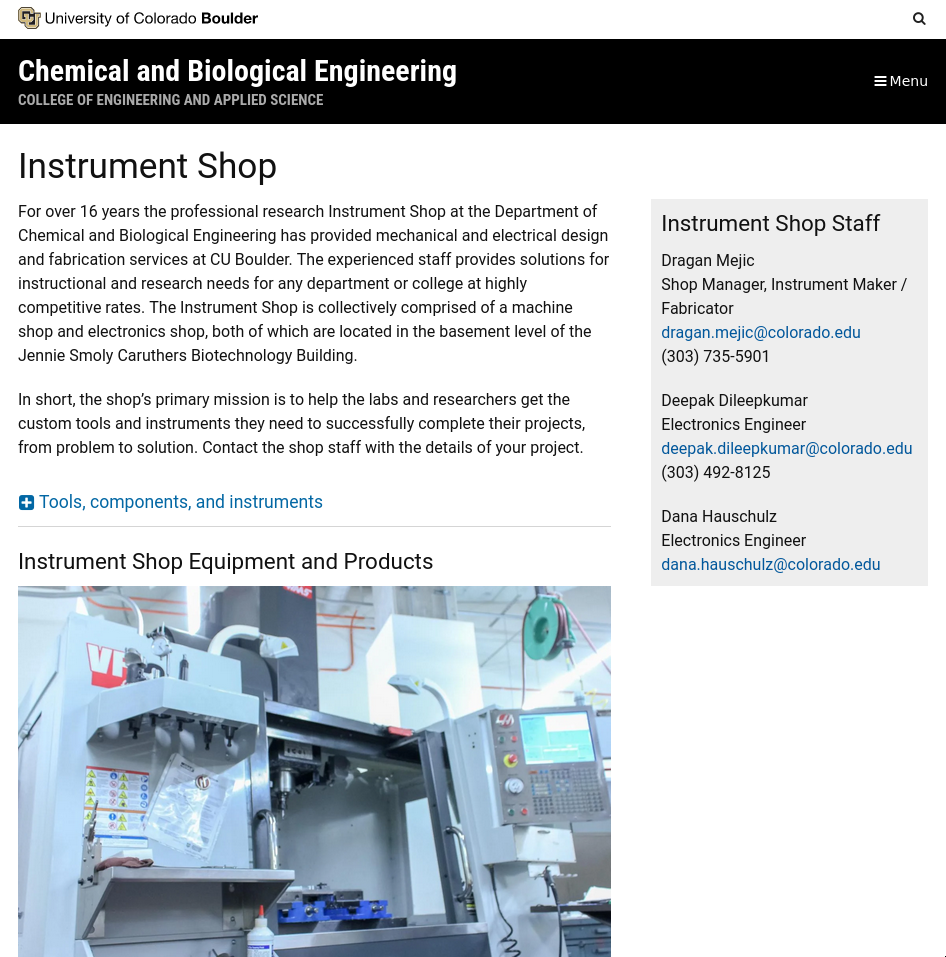 University of Colorado Boulder
Chemical and Biological Engineering
COLLEGE OF ENGINEERING AND APPLIED SCIENCE
Menu
Instrument Shop
For over 16 years the professional research Instrument Shop at the Department of
Chemical and Biological Engineering has provided mechanical and electrical design
and fabrication services at CU Boulder. The experienced staff provides solutions for
instructional and research needs for any department or college at highly
competitive rates. The Instrument Shop is collectively comprised of a machine
shop and electronics shop, both of which are located in the basement level of the
Jennie Smoly Caruthers Biotechnology Building.
In short, the shop’s primary mission is to help the labs and researchers get the
custom tools and instruments they need to successfully complete their projects,
from problem to solution. Contact the shop staff with the details of your project.
Tools, components, and instruments
Instrument Shop Equipment and Products
Instrument Shop Staff
Dragan Mejic
Shop Manager, Instrument Maker /
Fabricator
dragan.mejic@colorado.edu
(303) 735-5901
Deepak Dileepkumar
Electronics Engineer
deepak.dileepkumar@colorado.edu
(303) 492-8125
Dana Hauschulz
Electronics Engineer
dana.hauschulz@colorado.edu